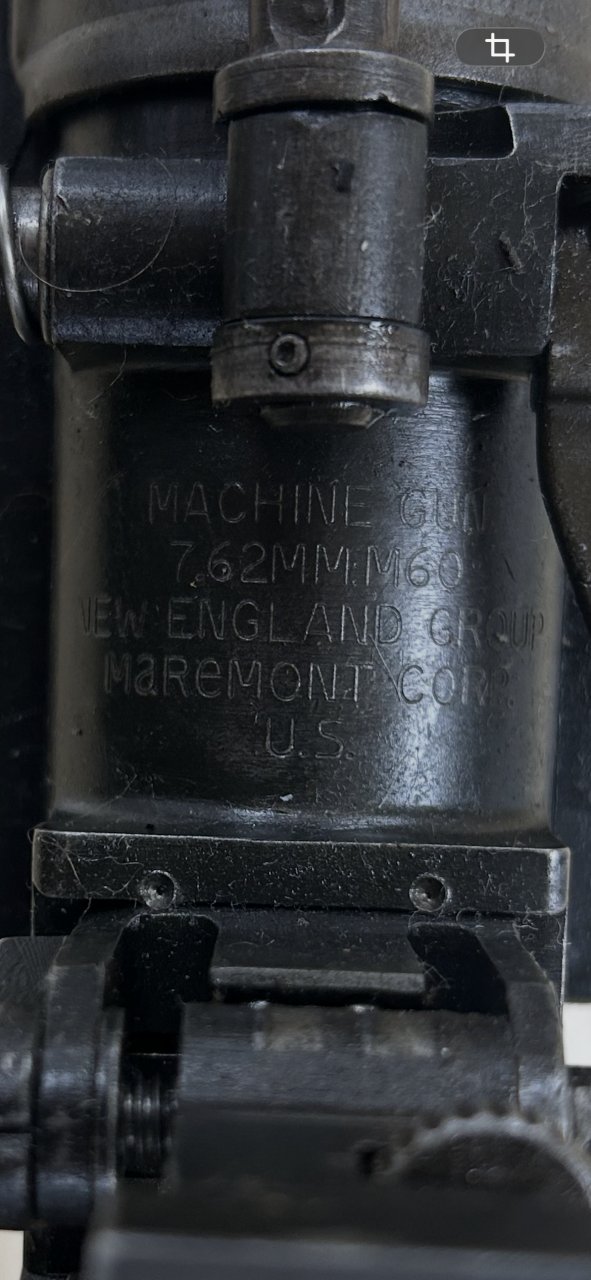 MACHINE GUN
7.62MM:M60
NEW ENGLAND GROUP
MaReMONT CORP.
U.S.